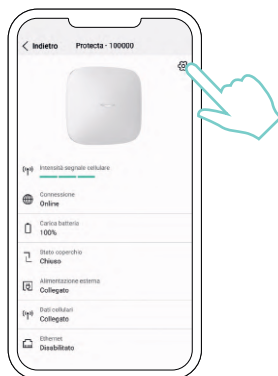 Indietro Protecta - 100000
Intensità segnale cellulare
Connessione
Online
Carica batteria
100%
Stato coperchio
Chiuso
Alimentazione esterna
Collegato
Dati cellulari
Collegato
Ethernet
Disabilitato